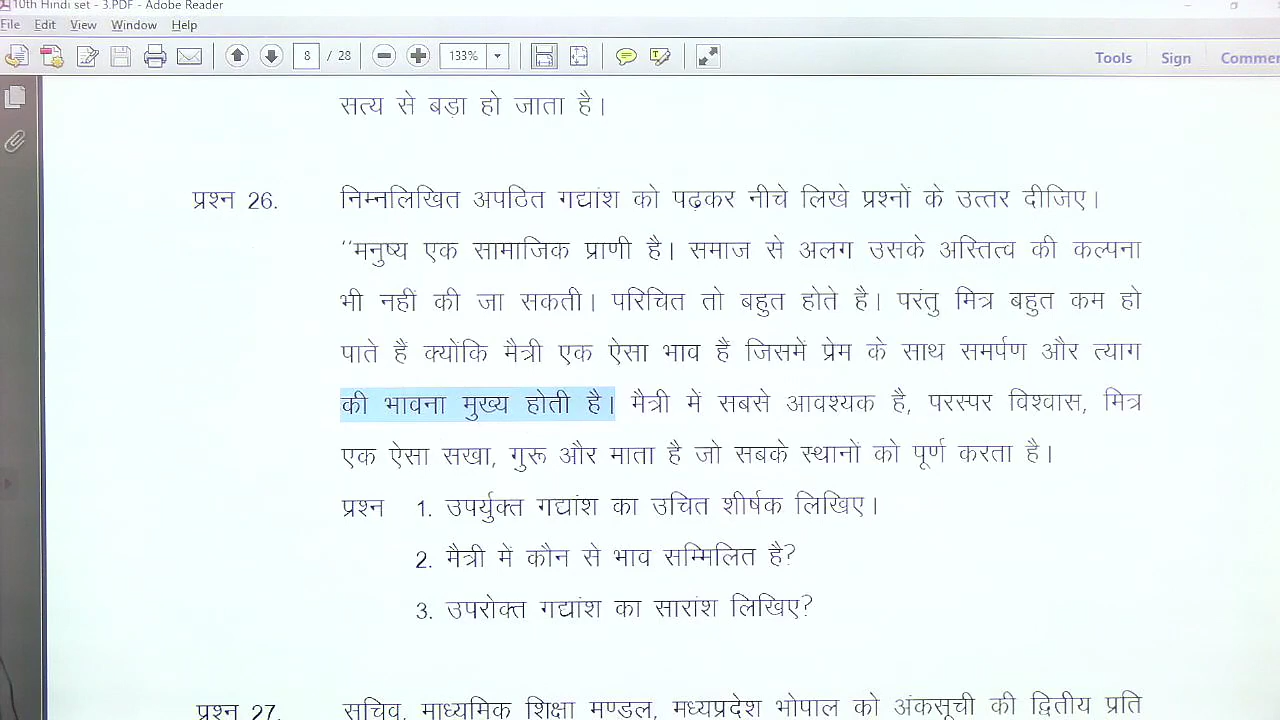 10th Hindi set - 3.PDF - Adobe Reader
File Edit View Window Help
8 / 28 133% Tools Sign Comme
सत्य से बड़ा हो जाता है।
प्रश्न 26. निम्नलिखित अपठित गद्यांश को पढ़कर नीचे लिखे प्रश्नों के उत्तर दीजिए।
"मनुष्य एक सामाजिक प्राणी है। समाज से अलग उसके अस्तित्व की कल्पना
भी नहीं की जा सकती। परिचित तो बहुत होते है। परंतु मित्र बहुत कम हो
पाते हैं क्योंकि मैत्री एक ऐसा भाव है जिसमें प्रेम के साथ समर्पण और त्याग
की भावना मुख्य होती है। मैत्री में सबसे आवश्यक है, परस्पर विश्वास, मित्र
एक ऐसा सखा, गुरू और माता है जो सबके स्थानों को पूर्ण करता है।
प्रश्न 1. उपर्युक्त गद्यांश का उचित शीर्षक लिखिए।
2. मैत्री में कौन से भाव सम्मिलित है?
3. उपरोक्त गद्यांश का सारांश लिखिए?
प्रश्न 27. सचिव, माध्यमिक शिक्षा मण्डल, मध्यप्रदेश भोपाल को अंकसूची की द्वितीय प्रति